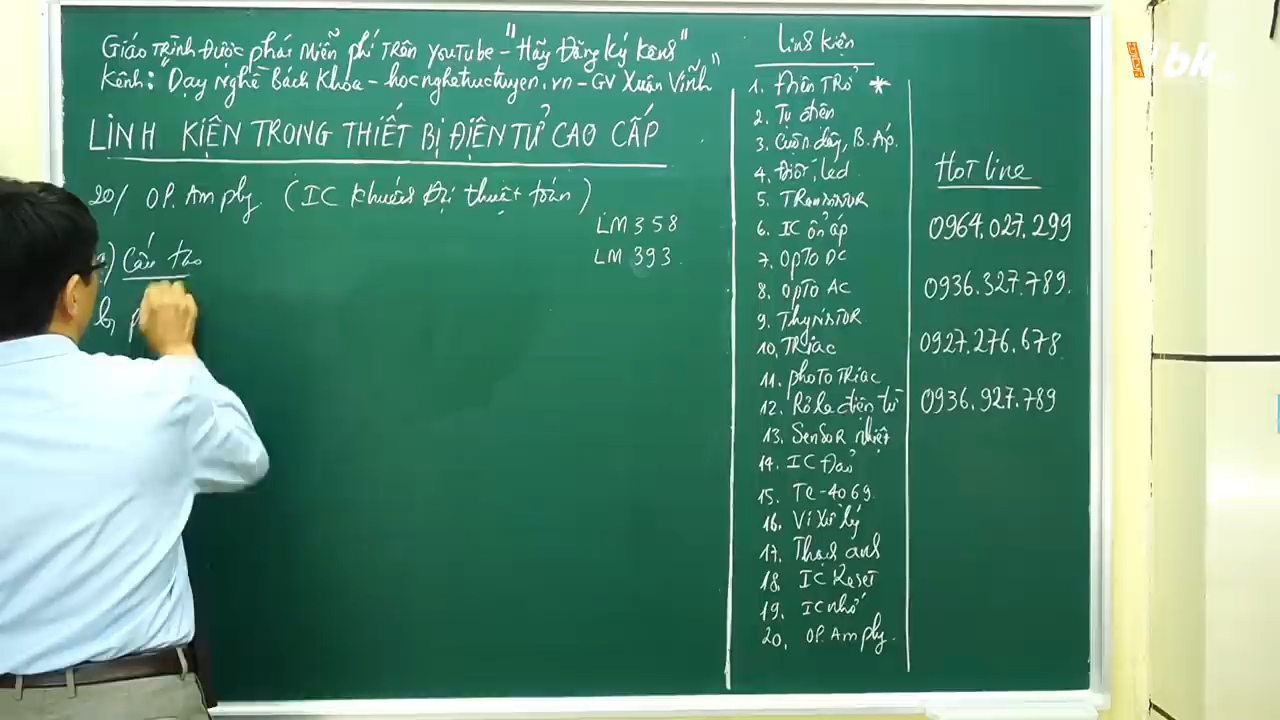 Giáo Trình Được phát Miễn phí Trên YouTube - "Hãy Đăng Ký Kênh"
Kênh: "Dạy Nghề Bách Khoa - hocnghetructuyen.vn - GV Xuân Vĩnh"
LINH KIỆN TRONG THIẾT BỊ ĐIỆN TỬ CAO CẤP
20/ OP. Amply (IC khuếch Đại thuật toán)
LM 358
LM 393
a) Cấu tạo
b, p
Linh kiện
1. Điện Trở *
2. Tụ điện
3. Cuộn dây, B. Áp.
4. Điốt, Led
5. Transistor
6. IC ổn áp
7. Opto DC
8. Opto AC
9. Thyristor
10, Triac
11. photo Triac
12. Rơle điện từ
13. Sensor nhiệt
14. IC Đảo
15. TC-4069
16. Vi xử lý
17. Thạch anh
18. IC Reset
19. IC nhớ
20, OP. Amply.
Hotline
0964.027.299
0936.327.789.
0927.276.678
0936.927.789
bk